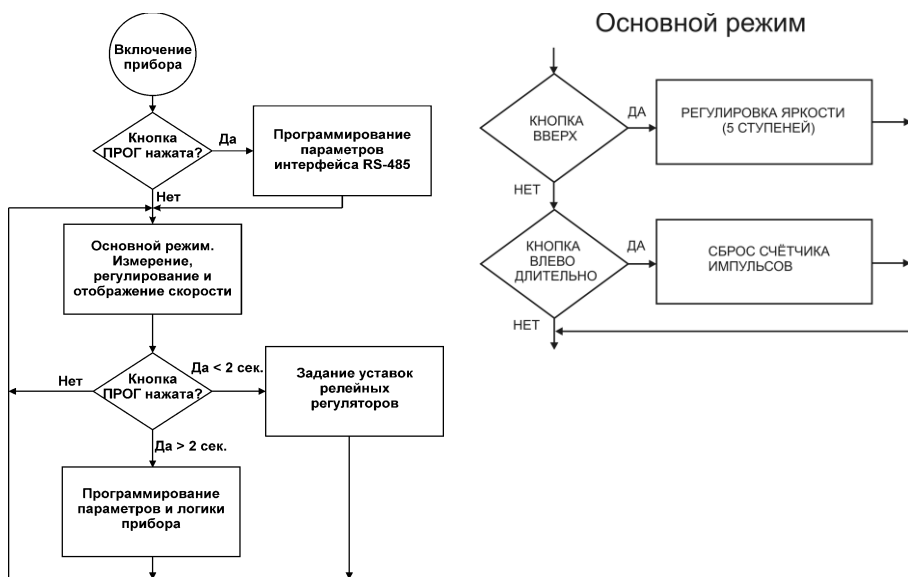 Включение
прибора
Кнопка
ПРОГ нажата?
Да
Программирование
параметров
интерфейса RS-485
Нет
Основной режим.
Измерение,
регулирование и
отображение скорости
Нет
Кнопка
ПРОГ нажата?
Да < 2 сек.
Задание уставок
релейных
регуляторов
Да > 2 сек.
Программирование
параметров и логики
прибора
Основной режим
КНОПКА
ВВЕРХ
ДА
РЕГУЛИРОВКА ЯРКОСТИ
(5 СТУПЕНЕЙ)
НЕТ
КНОПКА
ВЛЕВО
ДЛИТЕЛЬНО
ДА
СБРОС СЧЁТЧИКА
ИМПУЛЬСОВ
НЕТ